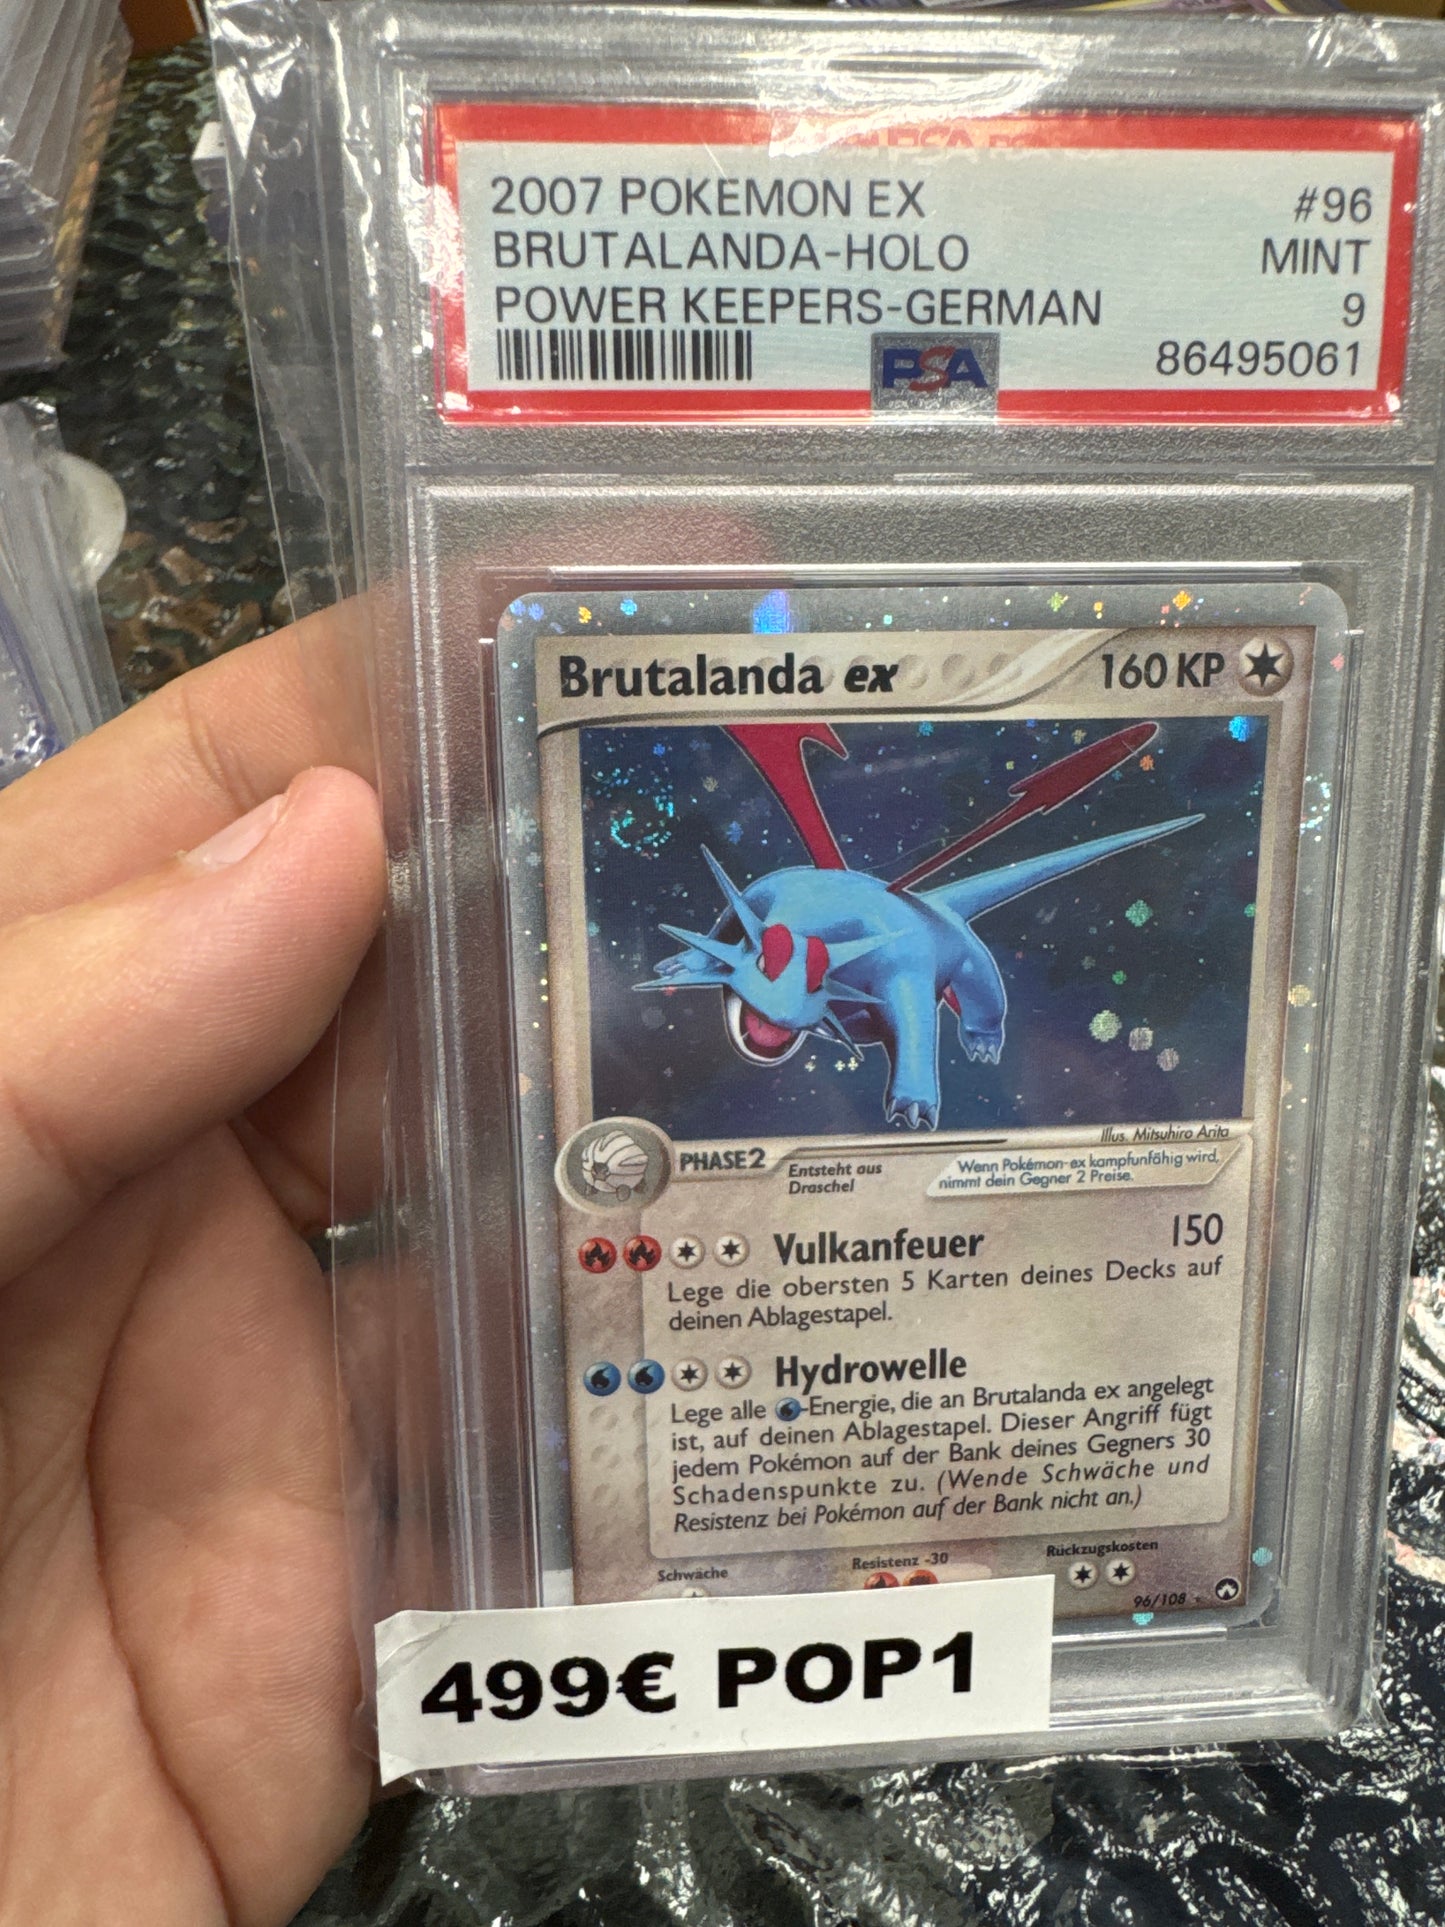 2007 POKEMON EX #96
BRUTALANDA-HOLO MINT
POWER KEEPERS-GERMAN 9
PSA 86495061
Brutalanda ex 160 KP
Illus. Mitsuhiro Arita
PHASE2 Entsteht aus
Draschel
Wenn Pokémon-ex kampfunfähig wird,
nimmt dein Gegner 2 Preise.
Vulkanfeuer 150
Lege die obersten 5 Karten deines Decks auf
deinen Ablagestapel.
Hydrowelle
Lege alle -Energie, die an Brutalanda ex angelegt
ist, auf deinen Ablagestapel. Dieser Angriff fügt
jedem Pokémon auf der Bank deines Gegners 30
Schadenspunkte zu. (Wende Schwäche und
Resistenz bei Pokémon auf der Bank nicht an.)
Schwäche Resistenz -30 Rückzugskosten
96/108
499€ POP1